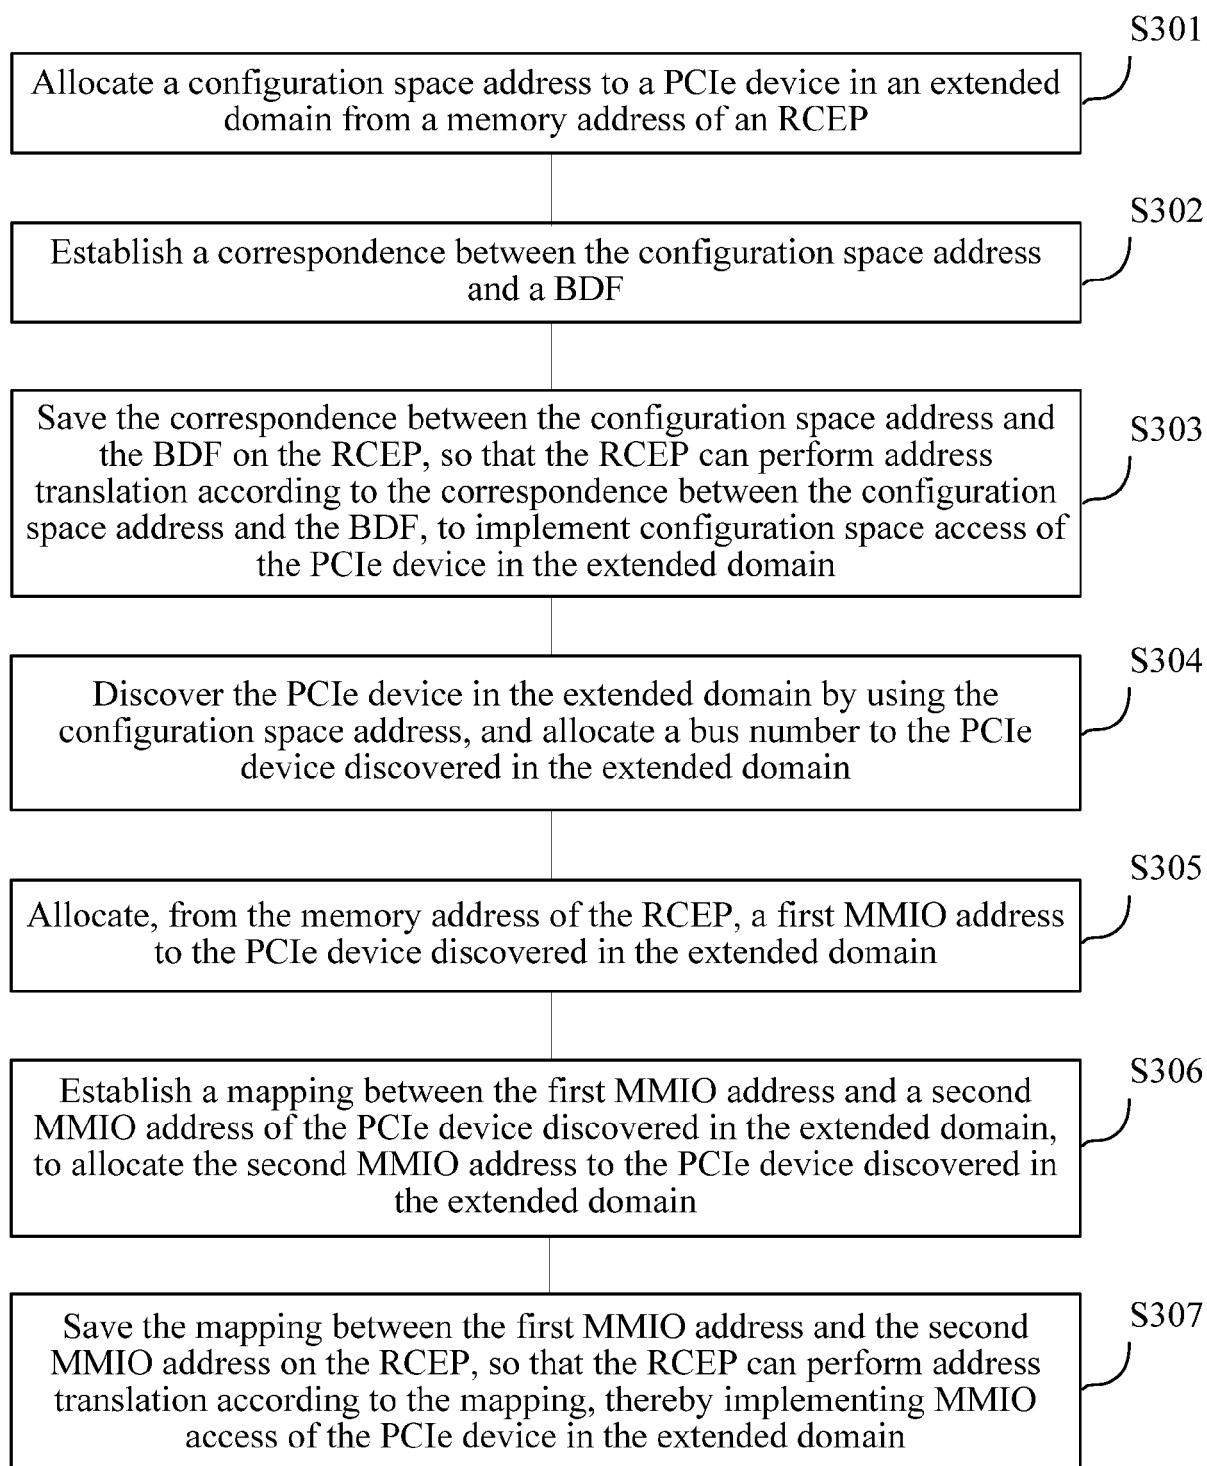 S301
Allocate a configuration space address to a PCIe device in an extended
domain from a memory address of an RCEP
S302
Establish a correspondence between the configuration space address
and a BDF
S303
Save the correspondence between the configuration space address and
the BDF on the RCEP, so that the RCEP can perform address
translation according to the correspondence between the configuration
space address and the BDF, to implement configuration space access of
the PCIe device in the extended domain
S304
Discover the PCIe device in the extended domain by using the
configuration space address, and allocate a bus number to the PCIe
device discovered in the extended domain
S305
Allocate, from the memory address of the RCEP, a first MMIO address
to the PCIe device discovered in the extended domain
S306
Establish a mapping between the first MMIO address and a second
MMIO address of the PCIe device discovered in the extended domain,
to allocate the second MMIO address to the PCIe device discovered in
the extended domain
S307
Save the mapping between the first MMIO address and the second
MMIO address on the RCEP, so that the RCEP can perform address
translation according to the mapping, thereby implementing MMIO
access of the PCIe device in the extended domain